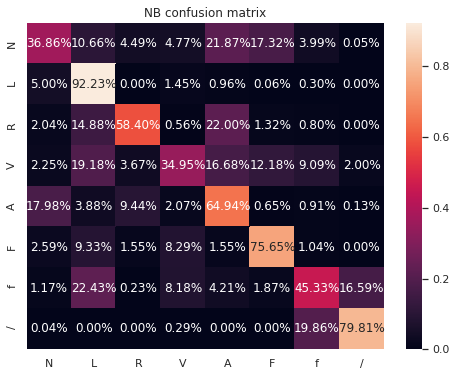 NB confusion matrix
N 36.86% 10.66% 4.49% 4.77% 21.87% 17.32% 3.99% 0.05%
L 5.00% 92.23% 0.00% 1.45% 0.96% 0.06% 0.30% 0.00%
R 2.04% 14.88% 58.40% 0.56% 22.00% 1.32% 0.80% 0.00%
V 2.25% 19.18% 3.67% 34.95% 16.68% 12.18% 9.09% 2.00%
A 17.98% 3.88% 9.44% 2.07% 64.94% 0.65% 0.91% 0.13%
F 2.59% 9.33% 1.55% 8.29% 1.55% 75.65% 1.04% 0.00%
f 1.17% 22.43% 0.23% 8.18% 4.21% 1.87% 45.33% 16.59%
/ 0.04% 0.00% 0.00% 0.29% 0.00% 0.00% 19.86% 79.81%
N L R V A F f /
0.8
0.6
0.4
0.2
0.0